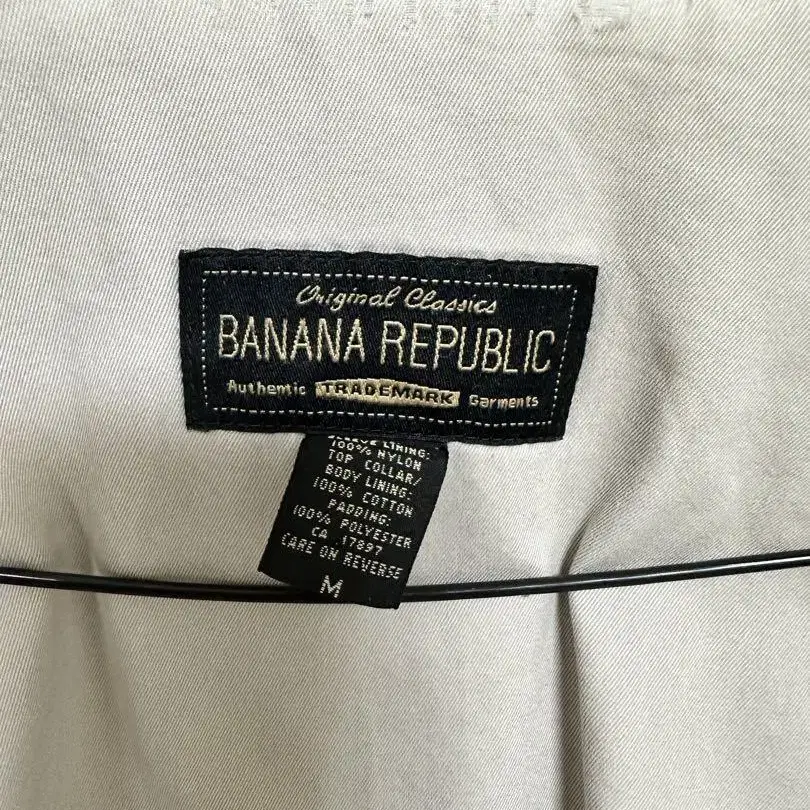 Original Classics
BANANA REPUBLIC
Authentic TRADEMARK Garments
LINING:
100% NYLON
TOP COLLAR/
BODY LINING:
100% COTTON
PADDING:
100% POLYESTER
CA 17897
CARE ON REVERSE
M